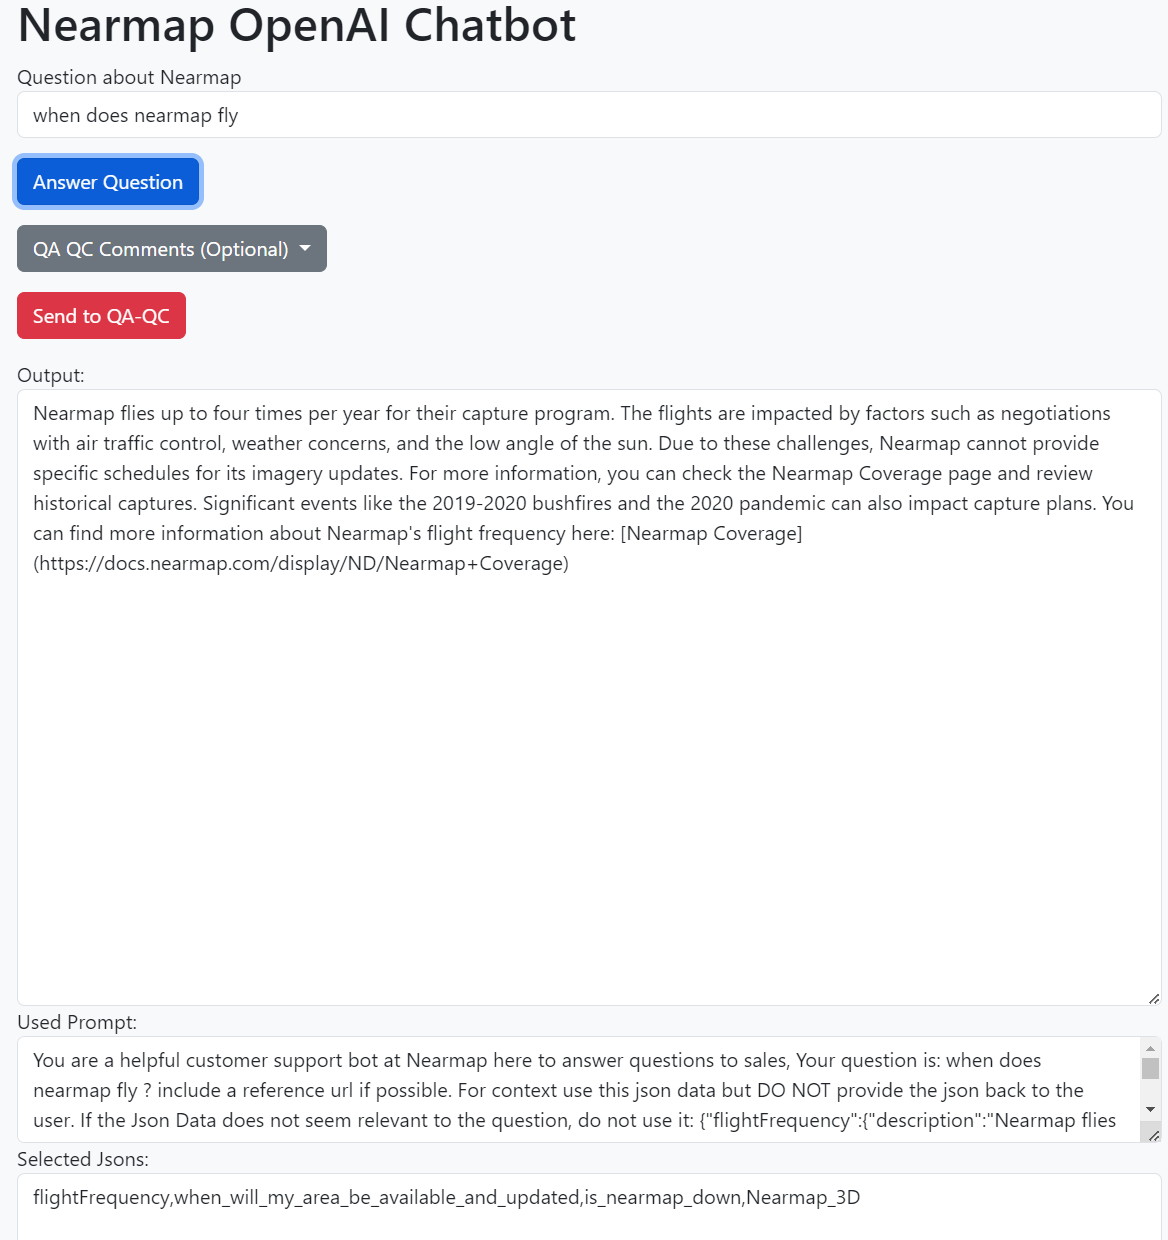 Nearmap OpenAI Chatbot
Question about Nearmap
when does nearmap fly
Answer Question
QA QC Comments (Optional)
Send to QA-QC
Output:
Nearmap flies up to four times per year for their capture program. The flights are impacted by factors such as negotiations
with air traffic control, weather concerns, and the low angle of the sun. Due to these challenges, Nearmap cannot provide
specific schedules for its imagery updates. For more information, you can check the Nearmap Coverage page and review
historical captures. Significant events like the 2019-2020 bushfires and the 2020 pandemic can also impact capture plans. You
can find more information about Nearmap's flight frequency here: [Nearmap Coverage]
(https://docs.nearmap.com/display/ND/Nearmap+Coverage)
Used Prompt:
You are a helpful customer support bot at Nearmap here to answer questions to sales, Your question is: when does
nearmap fly ? include a reference url if possible. For context use this json data but DO NOT provide the json back to the
user. If the Json Data does not seem relevant to the question, do not use it: {"flightFrequency":{"description":"Nearmap flies
Selected Jsons:
flightFrequency,when_will_my_area_be_available_and_updated,is_nearmap_down,Nearmap_3D